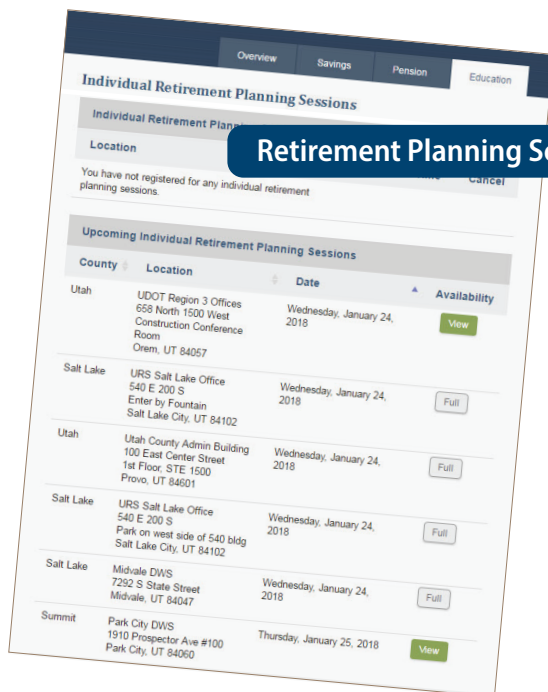 Overview Savings Pension Education
Individual Retirement Planning Sessions
Individual Retirement
Retirement Planning
Location Cancel
You have not registered for any individual retirement
planning sessions.
Upcoming Individual Retirement Planning Sessions
County Location Date Availability
Utah UDOT Region 3 Offices Wednesday, January 24, View
658 North 1500 West 2018
Construction Conference
Room
Orem, UT 84057
Salt Lake URS Salt Lake Office Wednesday, January 24, Full
540 E 200 S 2018
Enter by Fountain
Salt Lake City, UT 84102
Utah Utah County Admin Building Wednesday, January 24, Full
100 East Center Street 2018
1st Floor, STE 1500
Provo, UT 84601
Salt Lake URS Salt Lake Office Wednesday, January 24, Full
540 E 200 S 2018
Park on west side of 540 bldg
Salt Lake City, UT 84102
Salt Lake Midvale DWS Wednesday, January 24, Full
7292 S State Street 2018
Midvale, UT 84047
Summit Park City DWS Thursday, January 25, 2018 View
1910 Prospector Ave #100
Park City, UT 84060